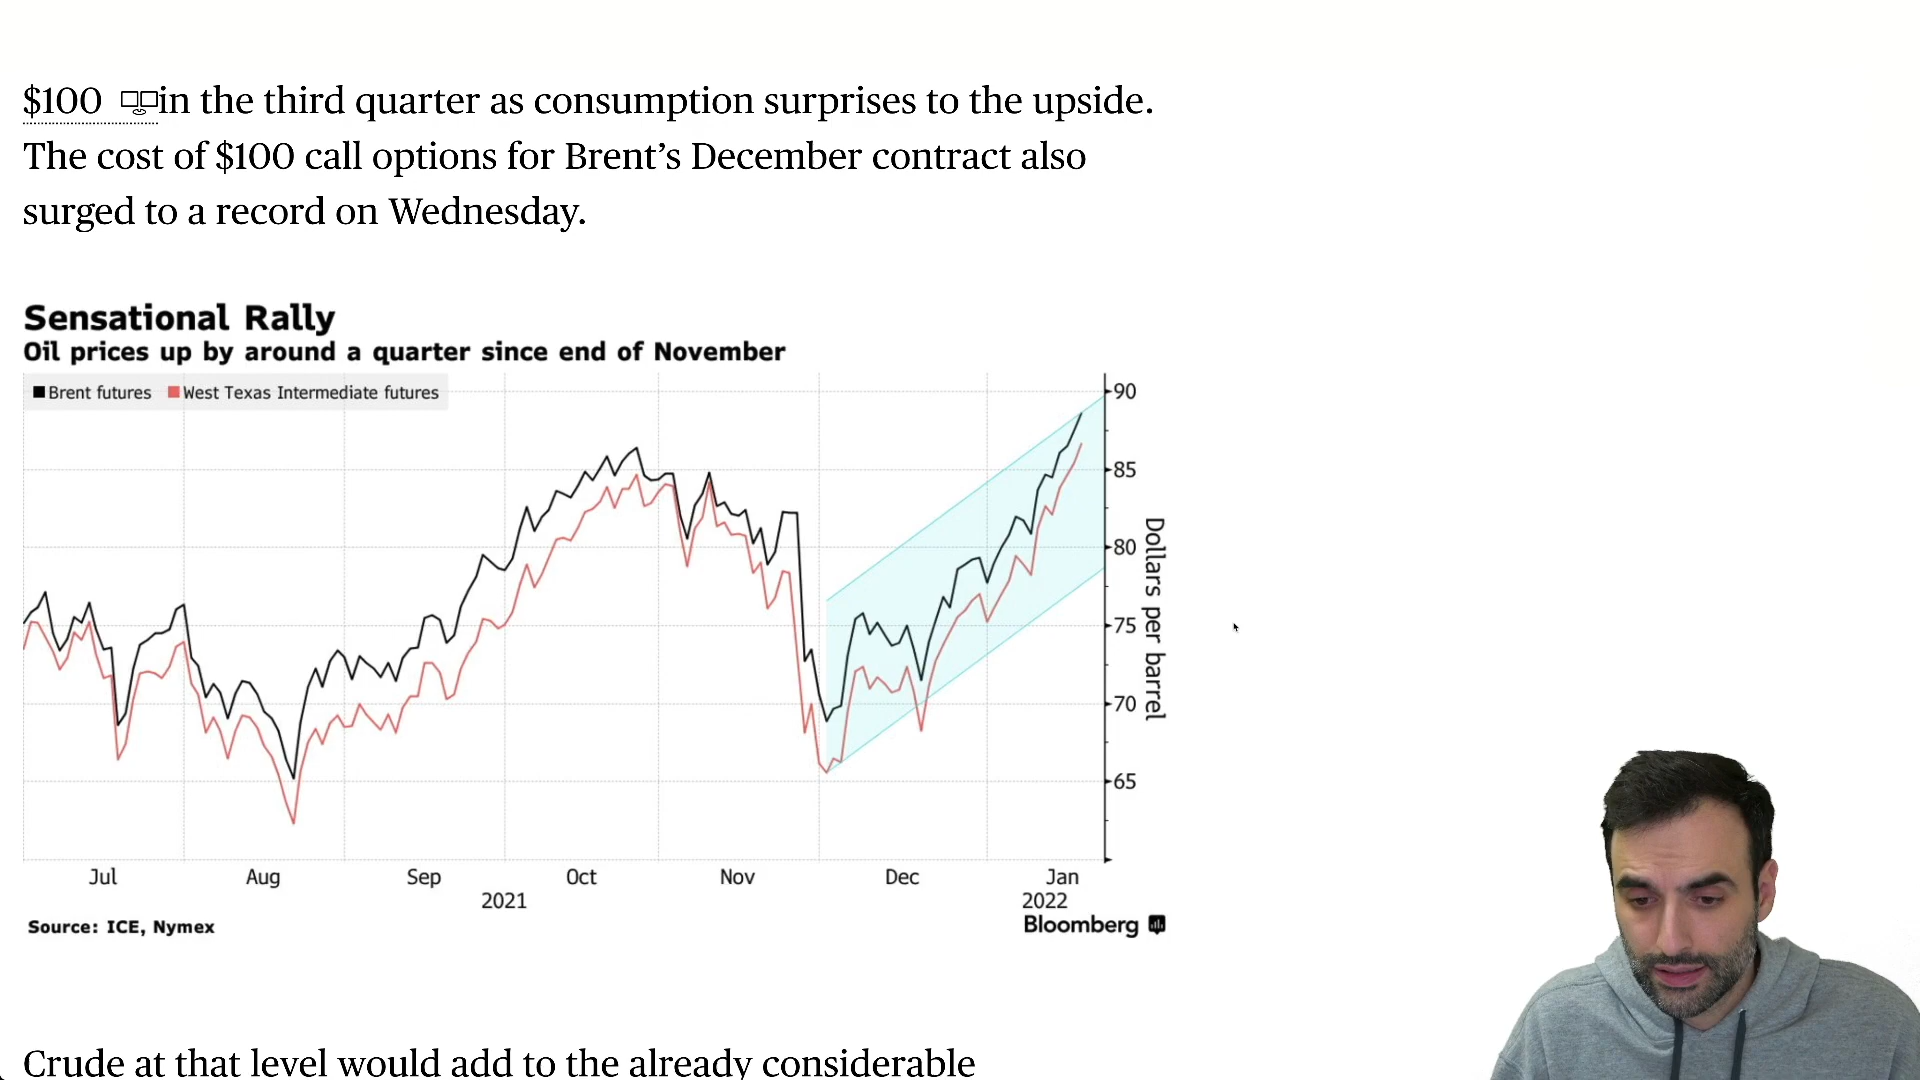 $100 in the third quarter as consumption surprises to the upside.
The cost of $100 call options for Brent’s December contract also
surged to a record on Wednesday.
Sensational Rally
Oil prices up by around a quarter since end of November
Brent futures West Texas Intermediate futures
90
85
80
75
70
65
Dollars per barrel
Jul Aug Sep Oct Nov Dec Jan
2021 2022
Source: ICE, Nymex
Bloomberg
Crude at that level would add to the already considerable